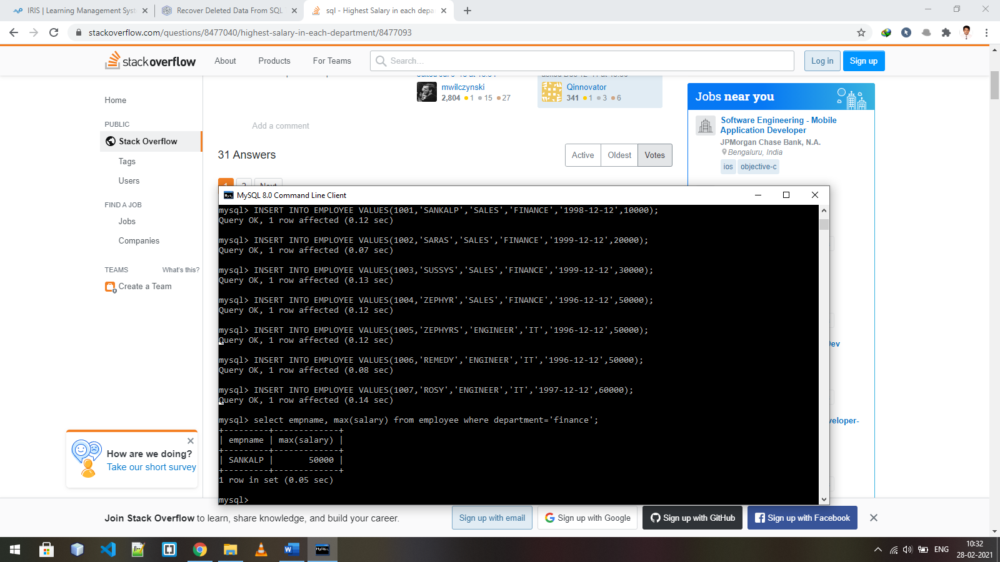 IRIS | Learning Management Syst
Recover Deleted Data From SQL
sql - Highest Salary in each depa
stackoverflow.com/questions/8477040/highest-salary-in-each-department/8477093
stackoverflow
About
Products
For Teams
Search...
Log in
Sign up
Home
PUBLIC
Stack Overflow
Tags
Users
FIND A JOB
Jobs
Companies
TEAMS
What's this?
Create a Team
mwilczynski
2,804 1 15 27
Qinnovator
341 1 3 6
Add a comment
31 Answers
Active
Oldest
Votes
1 2 Next
Jobs near you
Software Engineering - Mobile
Application Developer
JPMorgan Chase Bank, N.A.
Bengaluru, India
ios objective-c
Dev
veloper-
MySQL 8.0 Command Line Client
mysql> INSERT INTO EMPLOYEE VALUES(1001,'SANKALP','SALES','FINANCE','1998-12-12',10000);
Query OK, 1 row affected (0.12 sec)
mysql> INSERT INTO EMPLOYEE VALUES(1002,'SARAS','SALES','FINANCE','1999-12-12',20000);
Query OK, 1 row affected (0.07 sec)
mysql> INSERT INTO EMPLOYEE VALUES(1003,'SUSSYS','SALES','FINANCE','1999-12-12',30000);
Query OK, 1 row affected (0.13 sec)
mysql> INSERT INTO EMPLOYEE VALUES(1004,'ZEPHYR','SALES','FINANCE','1996-12-12',50000);
Query OK, 1 row affected (0.12 sec)
mysql> INSERT INTO EMPLOYEE VALUES(1005,'ZEPHYRS','ENGINEER','IT','1996-12-12',50000);
Query OK, 1 row affected (0.12 sec)
mysql> INSERT INTO EMPLOYEE VALUES(1006,'REMEDY','ENGINEER','IT','1996-12-12',50000);
Query OK, 1 row affected (0.08 sec)
mysql> INSERT INTO EMPLOYEE VALUES(1007,'ROSY','ENGINEER','IT','1997-12-12',60000);
Query OK, 1 row affected (0.14 sec)
mysql> select empname, max(salary) from employee where department='finance';
+---------+-------------+
| empname | max(salary) |
+---------+-------------+
| SANKALP |       50000 |
+---------+-------------+
1 row in set (0.05 sec)
mysql>
How are we doing?
Take our short survey
Join Stack Overflow to learn, share knowledge, and build your career.
Sign up with email
Sign up with Google
Sign up with GitHub
Sign up with Facebook
ENG
10:32
28-02-2021